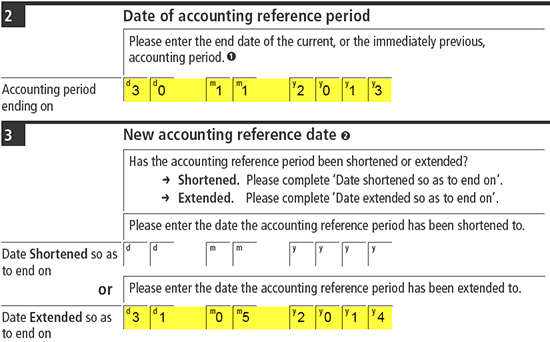 2 Date of accounting reference period
Please enter the end date of the current, or the immediately previous,
accounting period. ❶
Accounting period
ending on
d3 d0 m1 m1 y2 y0 y1 y3
3 New accounting reference date ❷
Has the accounting reference period been shortened or extended?
→ Shortened. Please complete ‘Date shortened so as to end on’.
→ Extended. Please complete ‘Date extended so as to end on’.
Please enter the date the accounting reference period has been shortened to.
Date Shortened so as
to end on
d d m m y y y y
or Please enter the date the accounting reference period has been extended to.
Date Extended so as
to end on
d3 d1 m0 m5 y2 y0 y1 y4